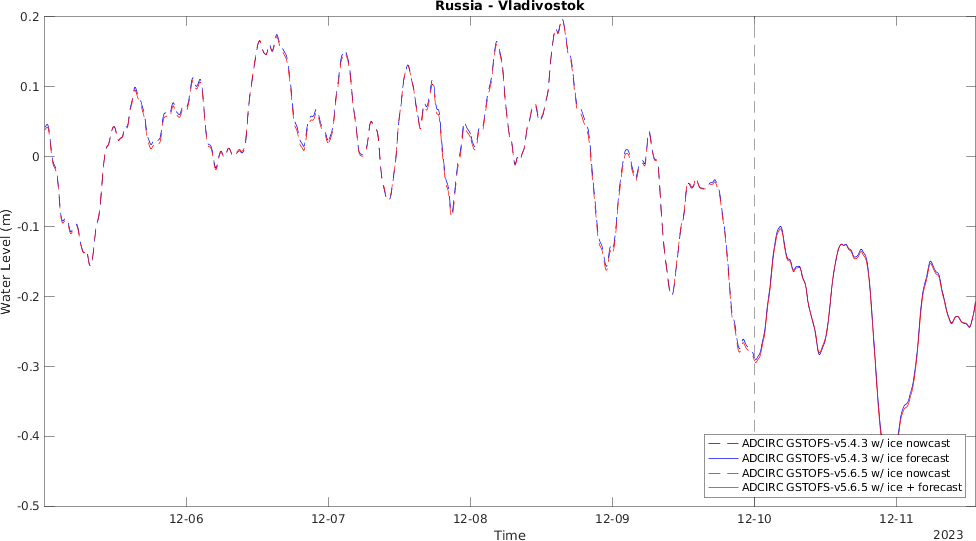 Russia - Vladivostok
Water Level (m)
0.2
0.1
0
-0.1
-0.2
-0.3
-0.4
-0.5
ADCIRC GSTOFS-v5.4.3 w/ ice nowcast
ADCIRC GSTOFS-v5.4.3 w/ ice forecast
ADCIRC GSTOFS-v5.6.5 w/ ice nowcast
ADCIRC GSTOFS-v5.6.5 w/ ice + forecast
12-06
12-07
12-08
12-09
12-10
12-11
Time
2023